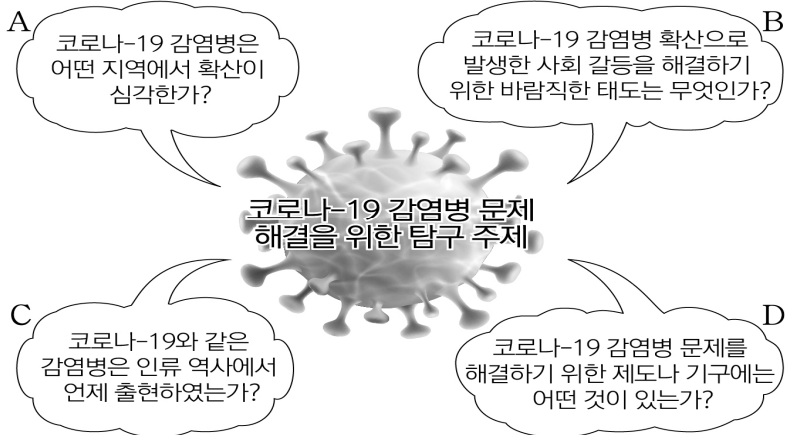 A
코로나-19 감염병은
어떤 지역에서 확산이
심각한가?
B
코로나-19 감염병 확산으로
발생한 사회 갈등을 해결하기
위한 바람직한 태도는 무엇인가?
코로나-19 감염병 문제
해결을 위한 탐구 주제
C
코로나-19와 같은
감염병은 인류 역사에서
언제 출현하였는가?
D
코로나-19 감염병 문제를
해결하기 위한 제도나 기구에는
어떤 것이 있는가?